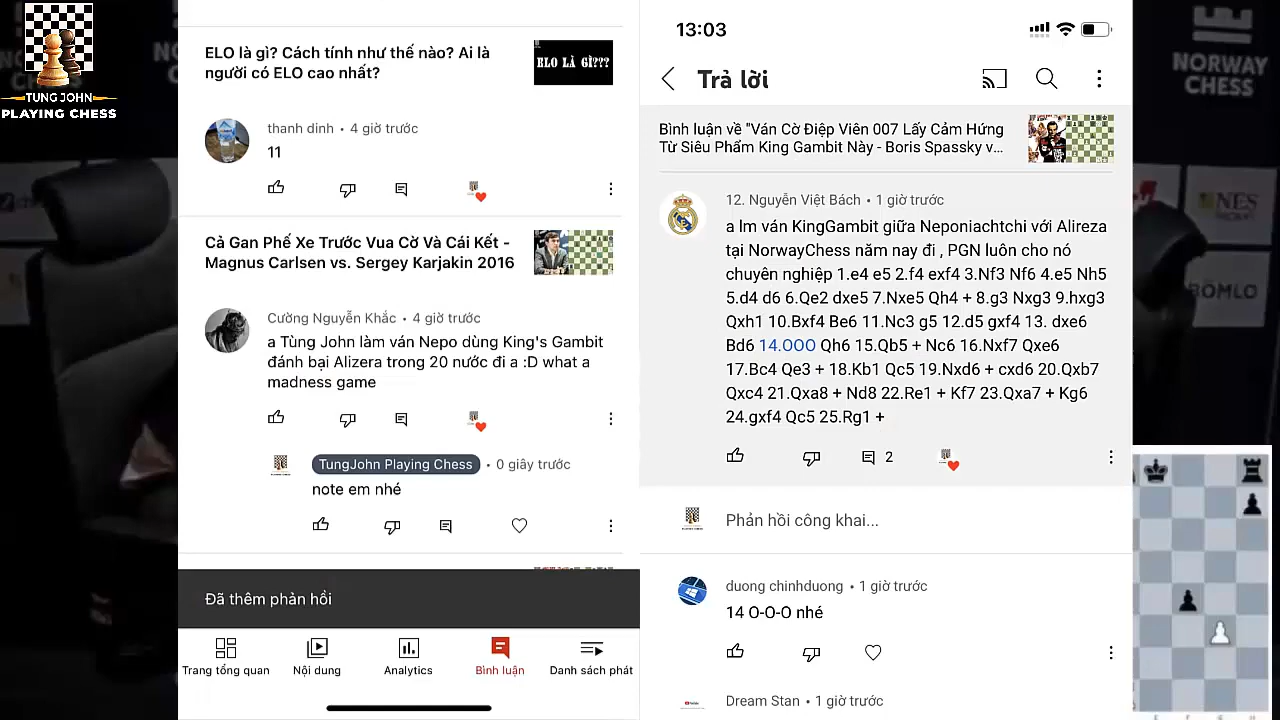 TUNG JOHN
PLAYING CHESS
ELO là gì? Cách tính như thế nào? Ai là
người có ELO cao nhất?
ELO LÀ GÌ???
thanh dinh • 4 giờ trước
11
Cả Gan Phế Xe Trước Vua Cờ Và Cái Kết -
Magnus Carlsen vs. Sergey Karjakin 2016
Cường Nguyễn Khắc • 4 giờ trước
a Tùng John làm ván Nepo dùng King's Gambit
đánh bại Alizera trong 20 nước đi a :D what a
madness game
TungJohn Playing Chess • 0 giây trước
note em nhé
Đã thêm phản hồi
Trang tổng quan
Nội dung
Analytics
Bình luận
Danh sách phát
13:03
Trả lời
Bình luận về "Ván Cờ Điệp Viên 007 Lấy Cảm Hứng
Từ Siêu Phẩm King Gambit Này - Boris Spassky v...
12. Nguyễn Việt Bách • 1 giờ trước
a lm ván KingGambit giữa Neponiachtchi với Alireza
tại NorwayChess năm nay đi , PGN luôn cho nó
chuyên nghiệp 1.e4 e5 2.f4 exf4 3.Nf3 Nf6 4.e5 Nh5
5.d4 d6 6.Qe2 dxe5 7.Nxe5 Qh4 + 8.g3 Nxg3 9.hxg3
Qxh1 10.Bxf4 Be6 11.Nc3 g5 12.d5 gxf4 13. dxe6
Bd6 14.OOO Qh6 15.Qb5 + Nc6 16.Nxf7 Qxe6
17.Bc4 Qe3 + 18.Kb1 Qc5 19.Nxd6 + cxd6 20.Qxb7
Qxc4 21.Qxa8 + Nd8 22.Re1 + Kf7 23.Qxa7 + Kg6
24.gxf4 Qc5 25.Rg1 +
2
Phản hồi công khai...
duong chinhduong • 1 giờ trước
14 O-O-O nhé
Dream Stan • 1 giờ trước
NORWAY
CHESS